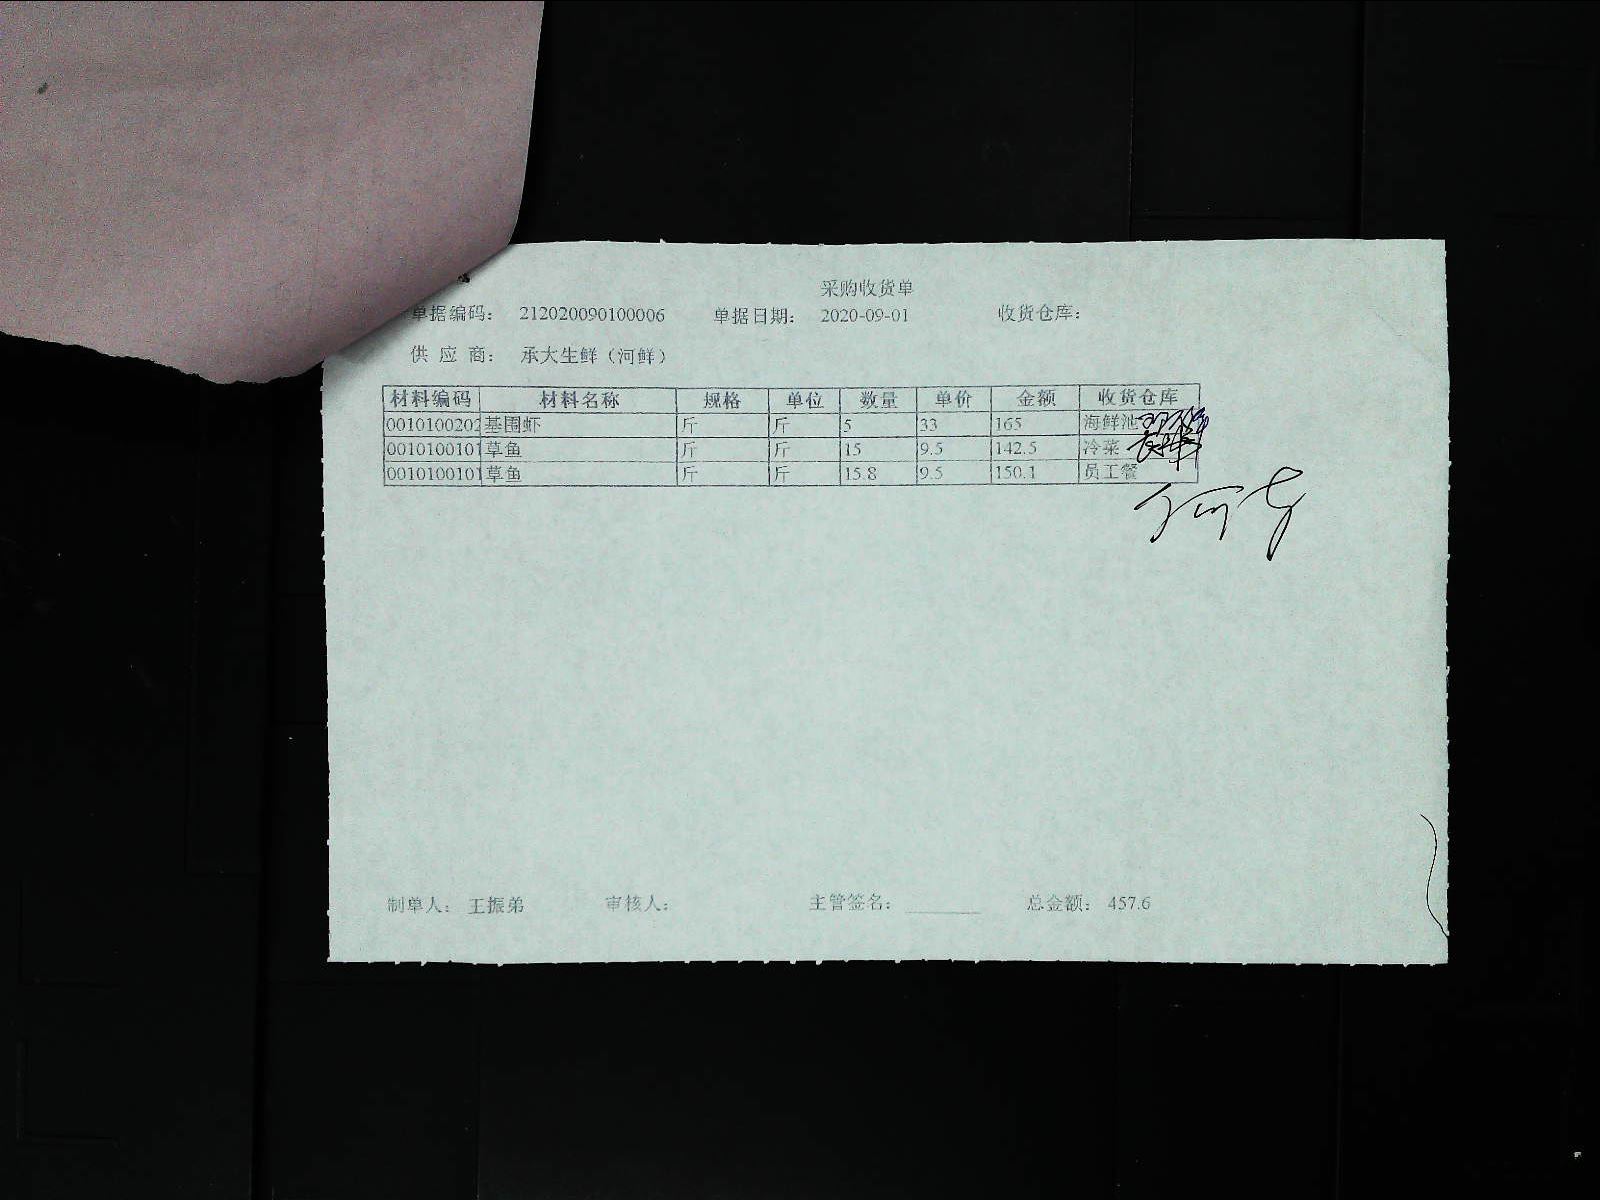 采购收货单
单据编码： 212020090100006 单据日期： 2020-09-01 收货仓库：
供 应 商： 承大生鲜（河鲜）
材料编码 材料名称 规格 单位 数量 单价 金额 收货仓库
0010100202 基围虾 斤 斤 5 33 165 海鲜池
0010100101 草鱼 斤 斤 15 9.5 142.5 冷菜
0010100101 草鱼 斤 斤 15.8 9.5 150.1 员工餐
制单人： 王振弟 审核人： 主管签名： 总金额： 457.6